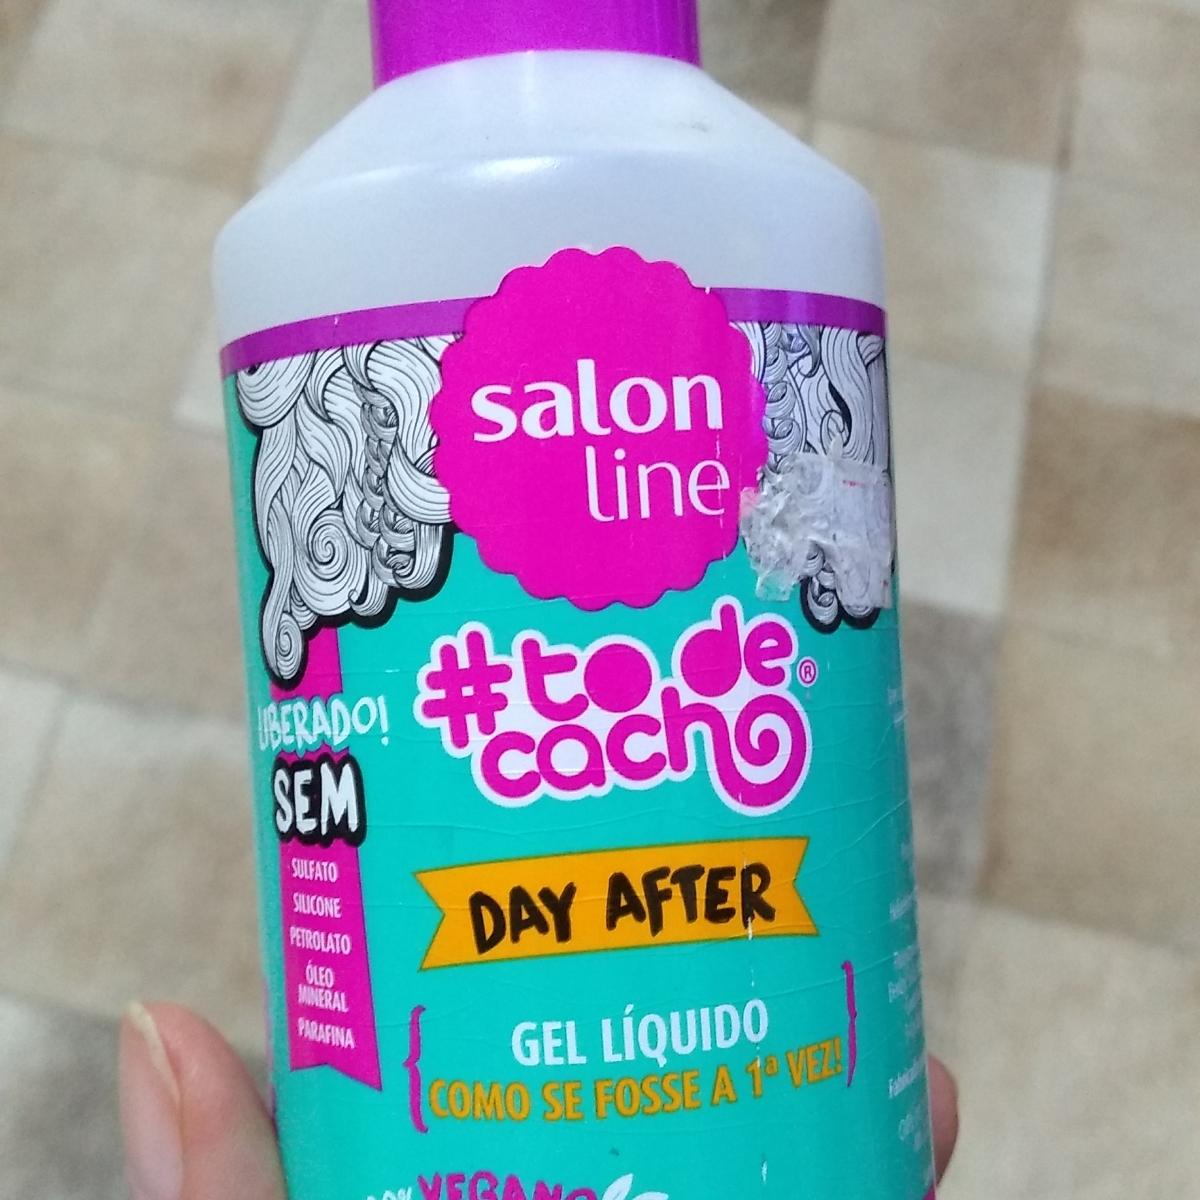 salon
line
#to de
cacho®
LIBERADO!
SEM
SULFATO
SILICONE
PETROLATO
ÓLEO
MINERAL
PARAFINA
DAY AFTER
GEL LÍQUIDO
COMO SE FOSSE A 1ª VEZ!
VEGANO